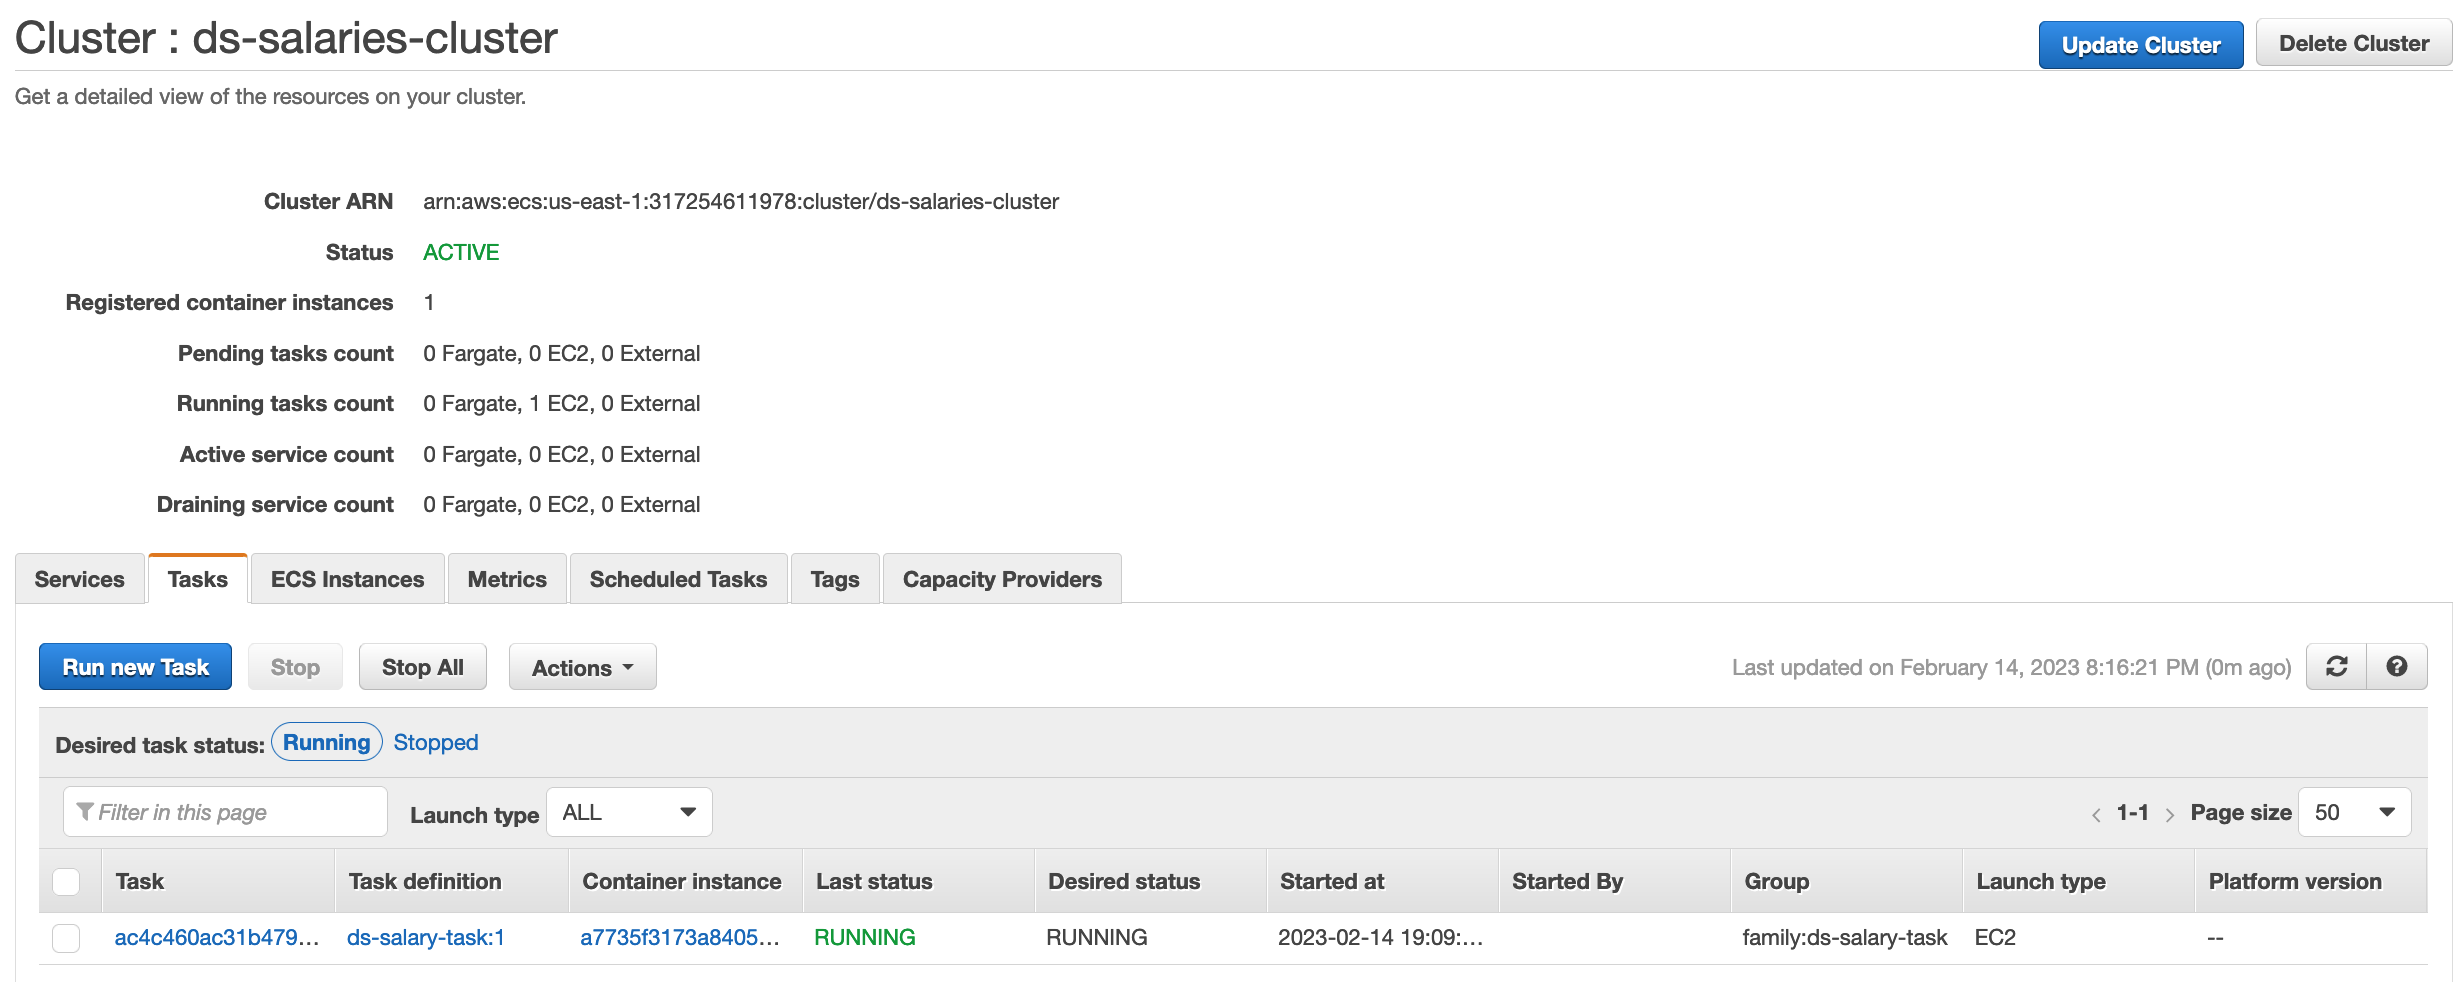 Cluster : ds-salaries-cluster
Update Cluster
Delete Cluster
Get a detailed view of the resources on your cluster.
Cluster ARN arn:aws:ecs:us-east-1:317254611978:cluster/ds-salaries-cluster
Status ACTIVE
Registered container instances 1
Pending tasks count 0 Fargate, 0 EC2, 0 External
Running tasks count 0 Fargate, 1 EC2, 0 External
Active service count 0 Fargate, 0 EC2, 0 External
Draining service count 0 Fargate, 0 EC2, 0 External
Services Tasks ECS Instances Metrics Scheduled Tasks Tags Capacity Providers
Run new Task Stop Stop All Actions Last updated on February 14, 2023 8:16:21 PM (0m ago)
Desired task status: Running Stopped
Filter in this page Launch type ALL < 1-1 > Page size 50
Task Task definition Container instance Last status Desired status Started at Started By Group Launch type Platform version
ac4c460ac31b479... ds-salary-task:1 a7735f3173a8405... RUNNING RUNNING 2023-02-14 19:09:... family:ds-salary-task EC2 --